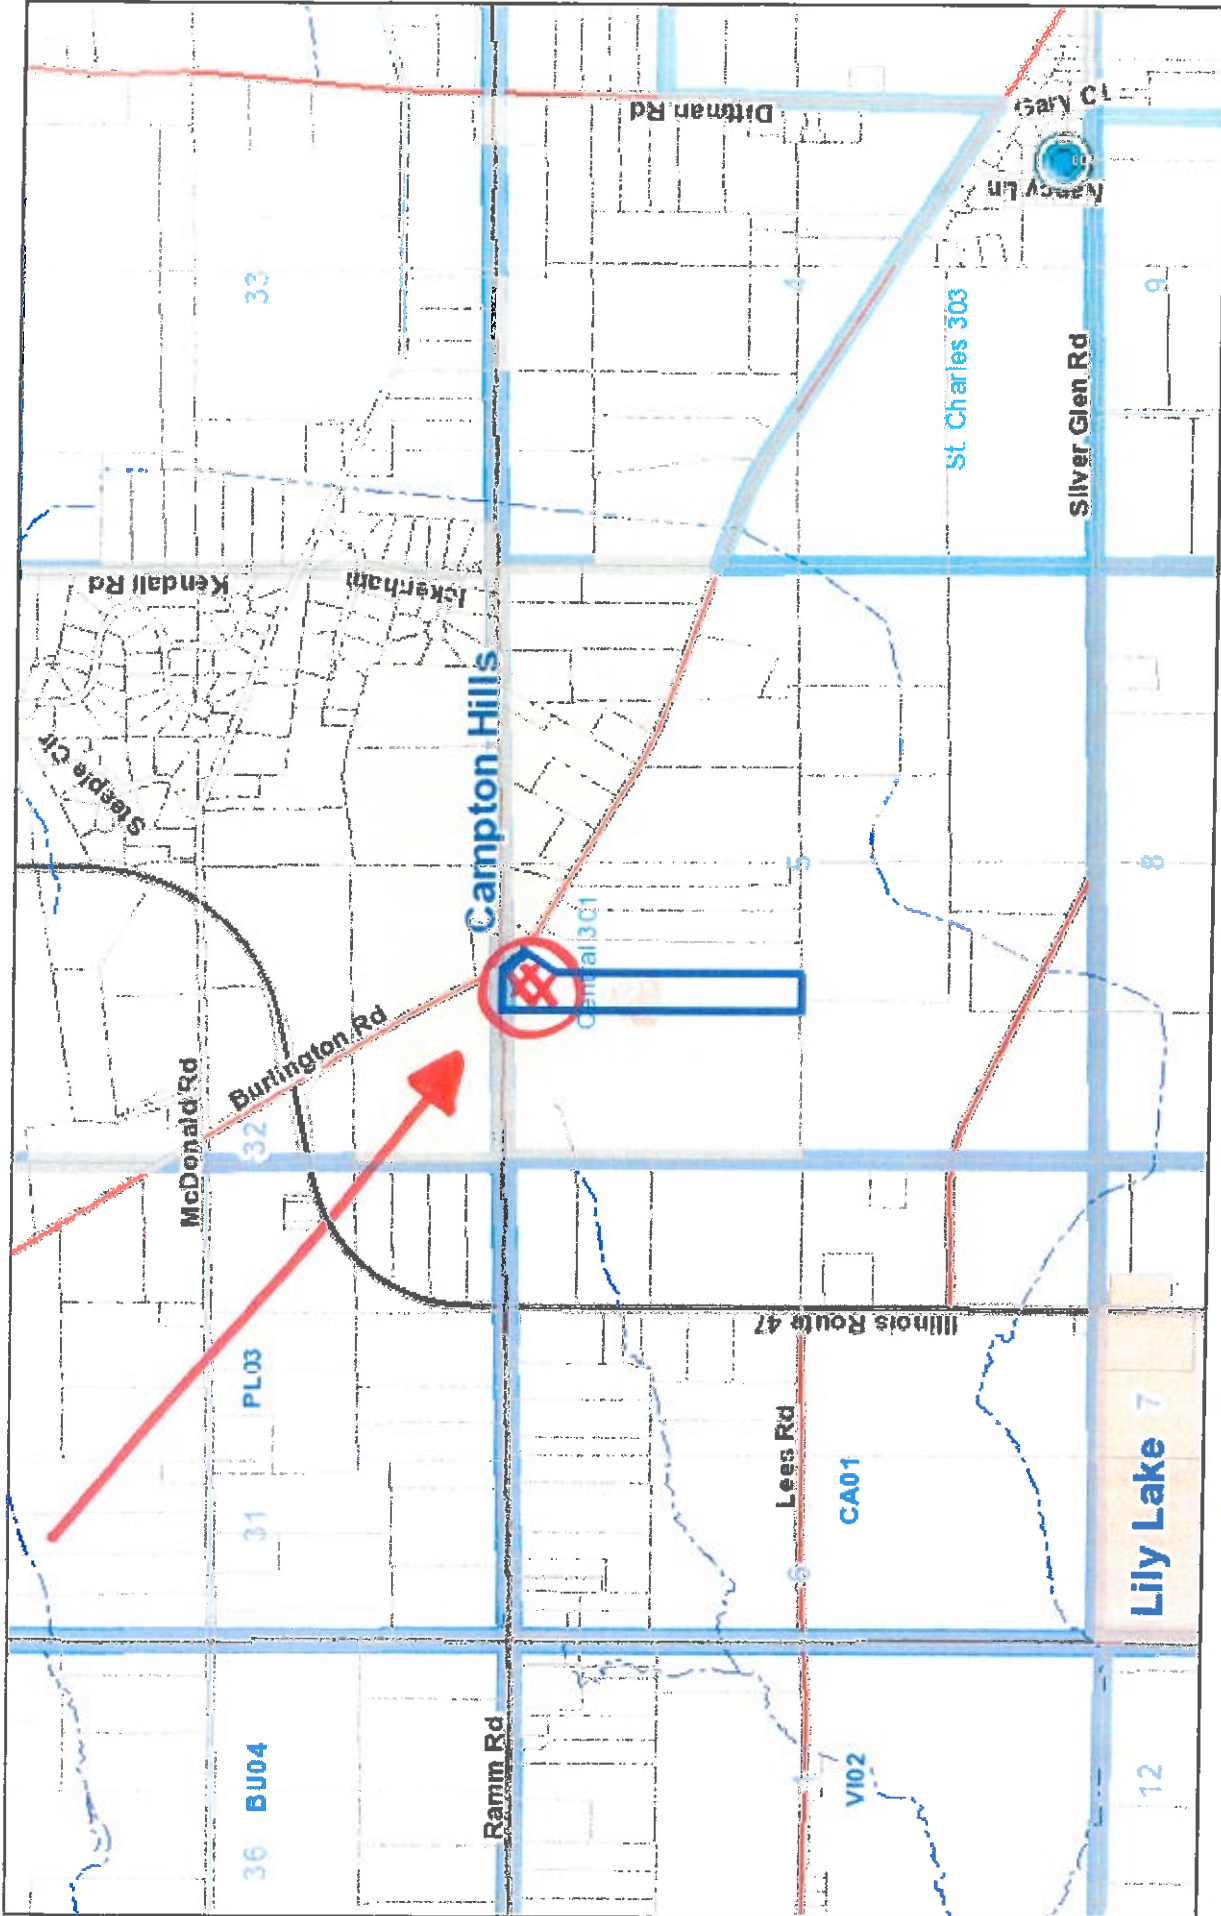 Steeple Cir
Kendall Rd
Ickenham
33
Dittman Rd
McDonald Rd
Burlington Rd
32
PL03
31
BU04
36
Campton Hills
Ramm Rd
Central 301
5
4
Gary Ct
Nancy Ln
St. Charles 303
Silver Glen Rd
9
8
Illinois Route 47
Lees Rd
6
CA01
1
VI02
Lily Lake
7
12